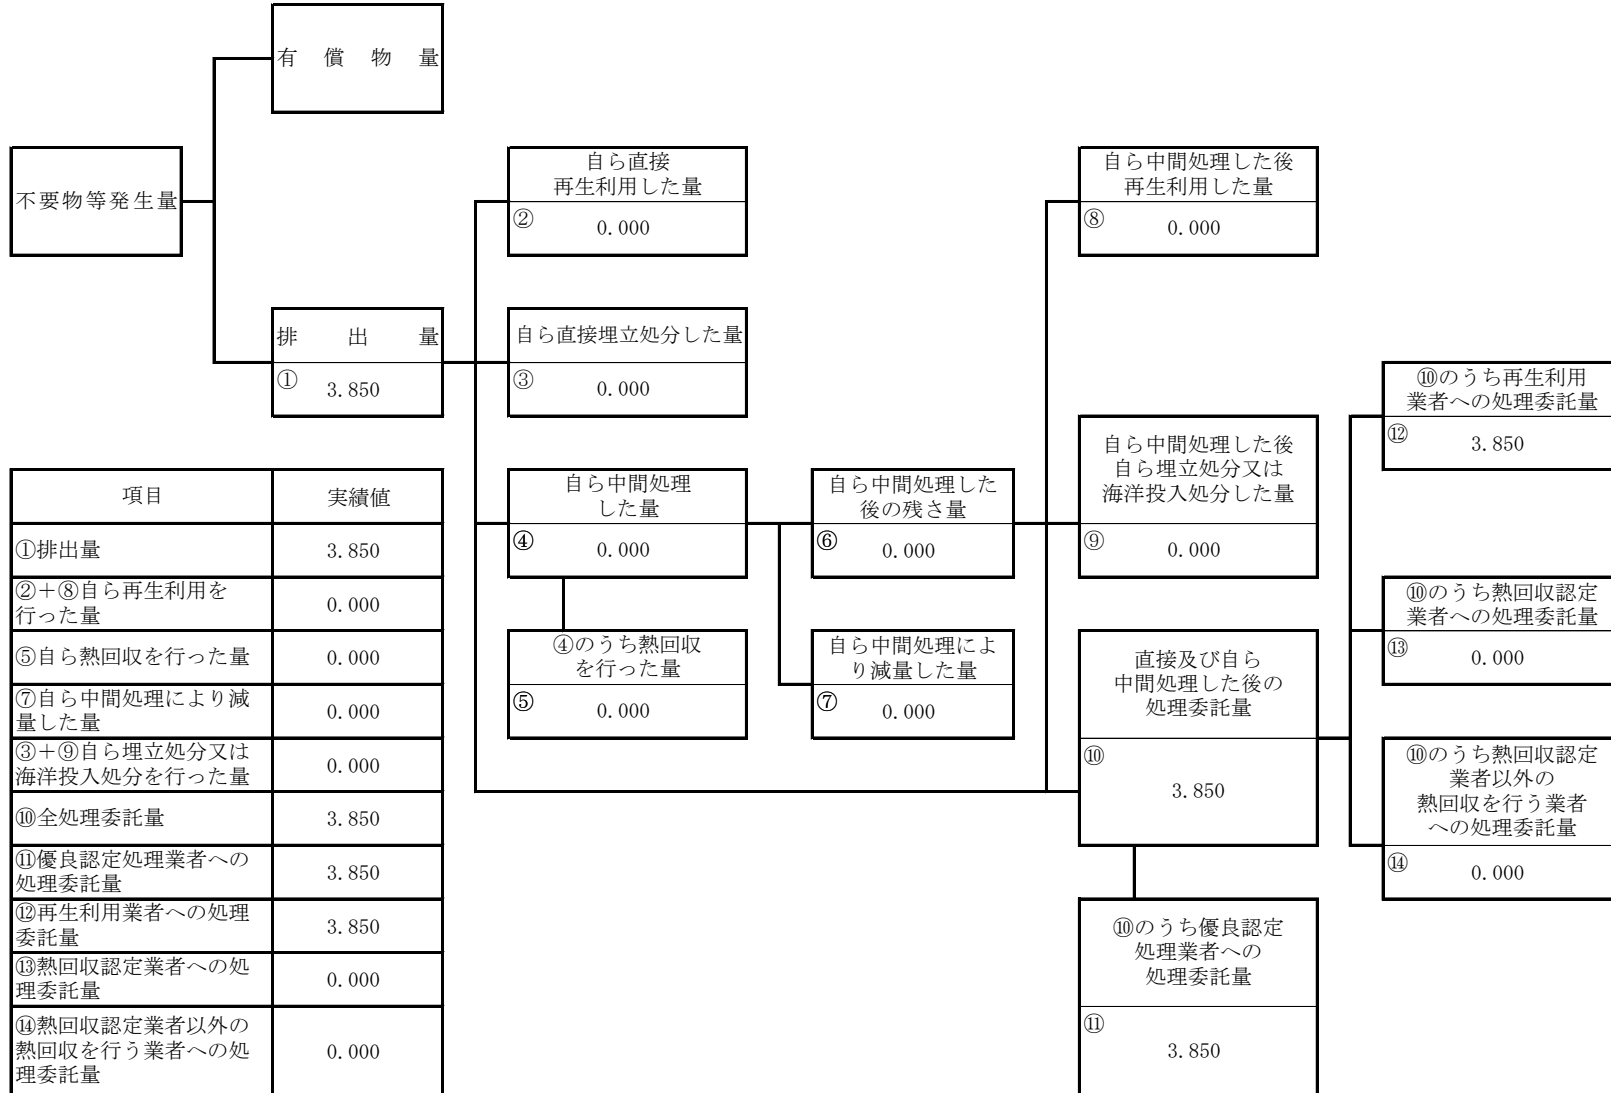 有償物量
不要物等発生量
排出量
① 3.850
自ら直接
再生利用した量
② 0.000
自ら直接埋立処分した量
③ 0.000
自ら中間処理
した量
④ 0.000
④のうち熱回収
を行った量
⑤ 0.000
自ら中間処理した
後の残さ量
⑥ 0.000
自ら中間処理によ
り減量した量
⑦ 0.000
自ら中間処理した後
再生利用した量
⑧ 0.000
自ら中間処理した後
自ら埋立処分又は
海洋投入処分した量
⑨ 0.000
直接及び自ら
中間処理した後の
処理委託量
⑩
3.850
⑩のうち優良認定
処理業者への
処理委託量
⑪
3.850
⑩のうち再生利用
業者への処理委託量
⑫ 3.850
⑩のうち熱回収認定
業者への処理委託量
⑬ 0.000
⑩のうち熱回収認定
業者以外の
熱回収を行う業者
への処理委託量
⑭ 0.000
項目 実績値
①排出量 3.850
②＋⑧自ら再生利用を
行った量 0.000
⑤自ら熱回収を行った量 0.000
⑦自ら中間処理により減
量した量 0.000
③＋⑨自ら埋立処分又は
海洋投入処分を行った量 0.000
⑩全処理委託量 3.850
⑪優良認定処理業者への
処理委託量 3.850
⑫再生利用業者への処理
委託量 3.850
⑬熱回収認定業者への処
理委託量 0.000
⑭熱回収認定業者以外の
熱回収を行う業者への処
理委託量 0.000